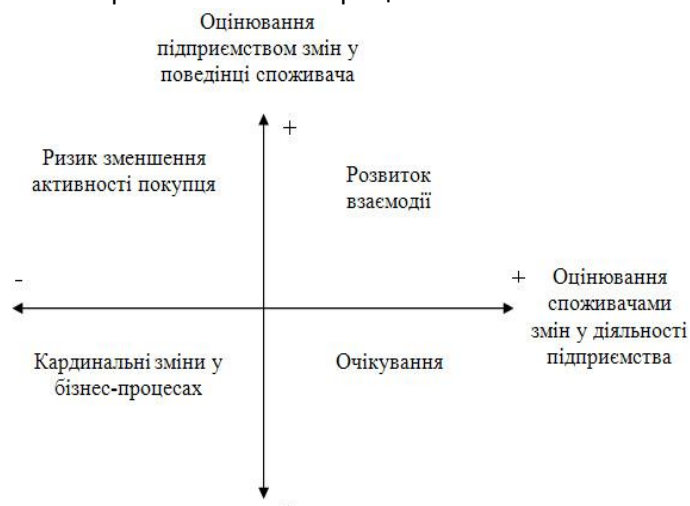 Оцінювання
підприємством змін у
поведінці споживача
+
Ризик зменшення
активності покупця
Розвиток
взаємодії
-
+
Оцінювання
споживачами
змін у діяльності
підприємства
Кардинальні зміни у
бізнес-процесах
Очікування